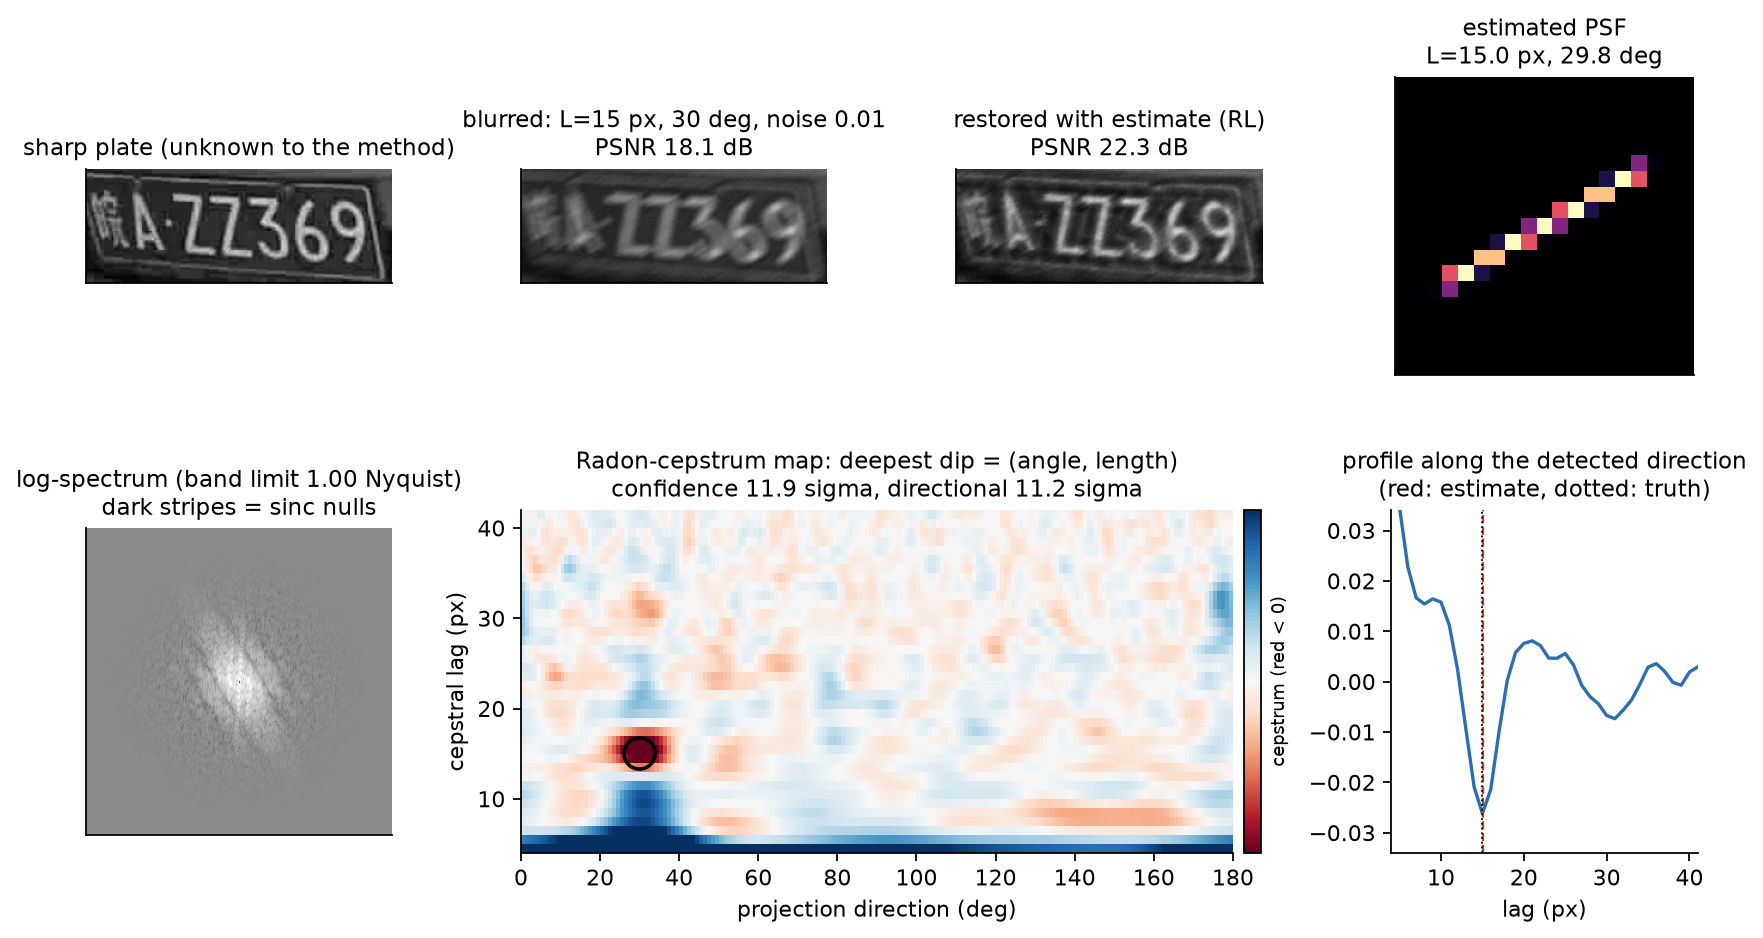 estimated PSF
L=15.0 px, 29.8 deg
sharp plate (unknown to the method)
皖A·ZZ369
blurred: L=15 px, 30 deg, noise 0.01
PSNR 18.1 dB
A ZZ369
restored with estimate (RL)
PSNR 22.3 dB
皖A·ZZ369
log-spectrum (band limit 1.00 Nyquist)
dark stripes = sinc nulls
Radon-cepstrum map: deepest dip = (angle, length)
confidence 11.9 sigma, directional 11.2 sigma
cepstral lag (px)
40
30
20
10
0 20 40 60 80 100 120 140 160 180
projection direction (deg)
cepstrum (red < 0)
profile along the detected direction
(red: estimate, dotted: truth)
0.03
0.02
0.01
0.00
−0.01
−0.02
−0.03
10 20 30 40
lag (px)